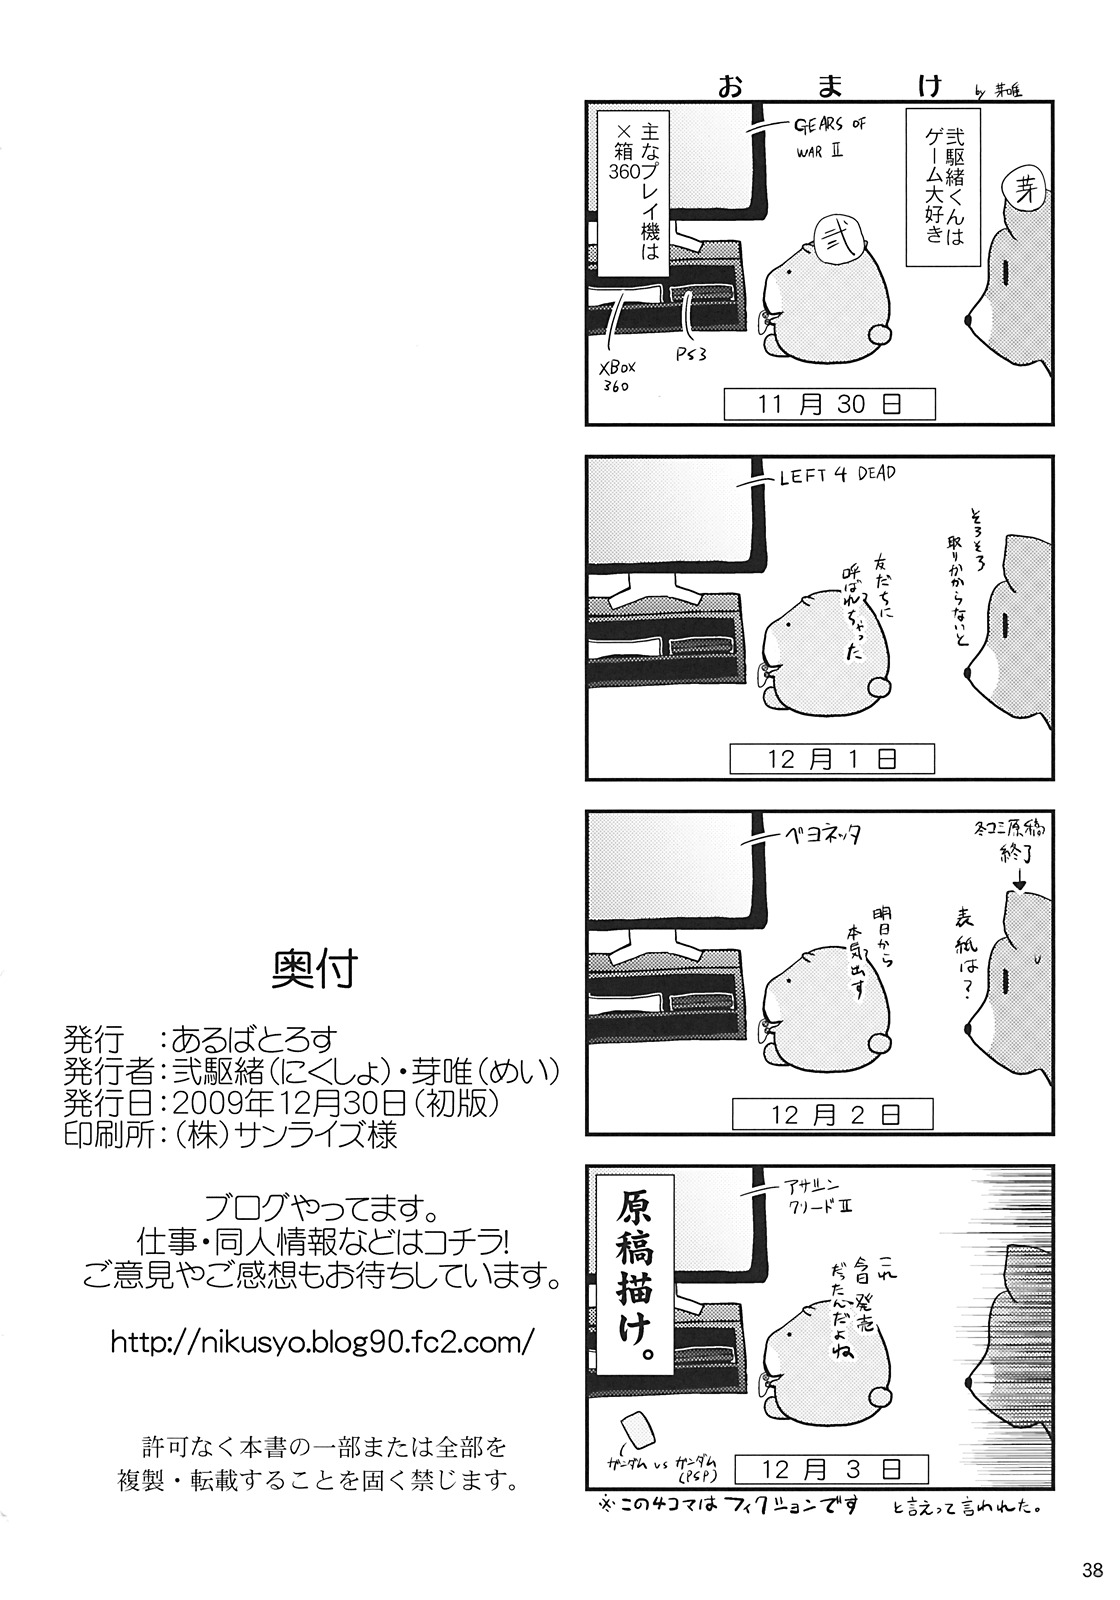 おまけ
by 芽唯
弐駆緒くんは
ゲーム大好き
芽
弐
GEARS OF
WAR II
主なプレイ機は
×箱360
XBOX
360
PS3
11月30日
LEFT 4 DEAD
そろそろ
取りかからないと
友だちに
呼ばれちゃった
12月1日
冬コミ原稿
終了
表紙は?
ベヨネッタ
明日から
本気出す
12月2日
アサシン
クリードⅡ
これ
今日発売
だったんだよね
原稿描け。
ガンダム vs ガンダム
(PSP)
12月3日
※この4コマはフィクションです と言えって言われた。
奥付
発行 :あるばとろす
発行者:弐駆緒(にくしょ)・芽唯(めい)
発行日:2009年12月30日(初版)
印刷所:(株)サンライズ様
ブログやってます。
仕事・同人情報などはコチラ!
ご意見やご感想もお待ちしています。
http://nikusyo.blog90.fc2.com/
許可なく本書の一部または全部を
複製・転載することを固く禁じます。
38